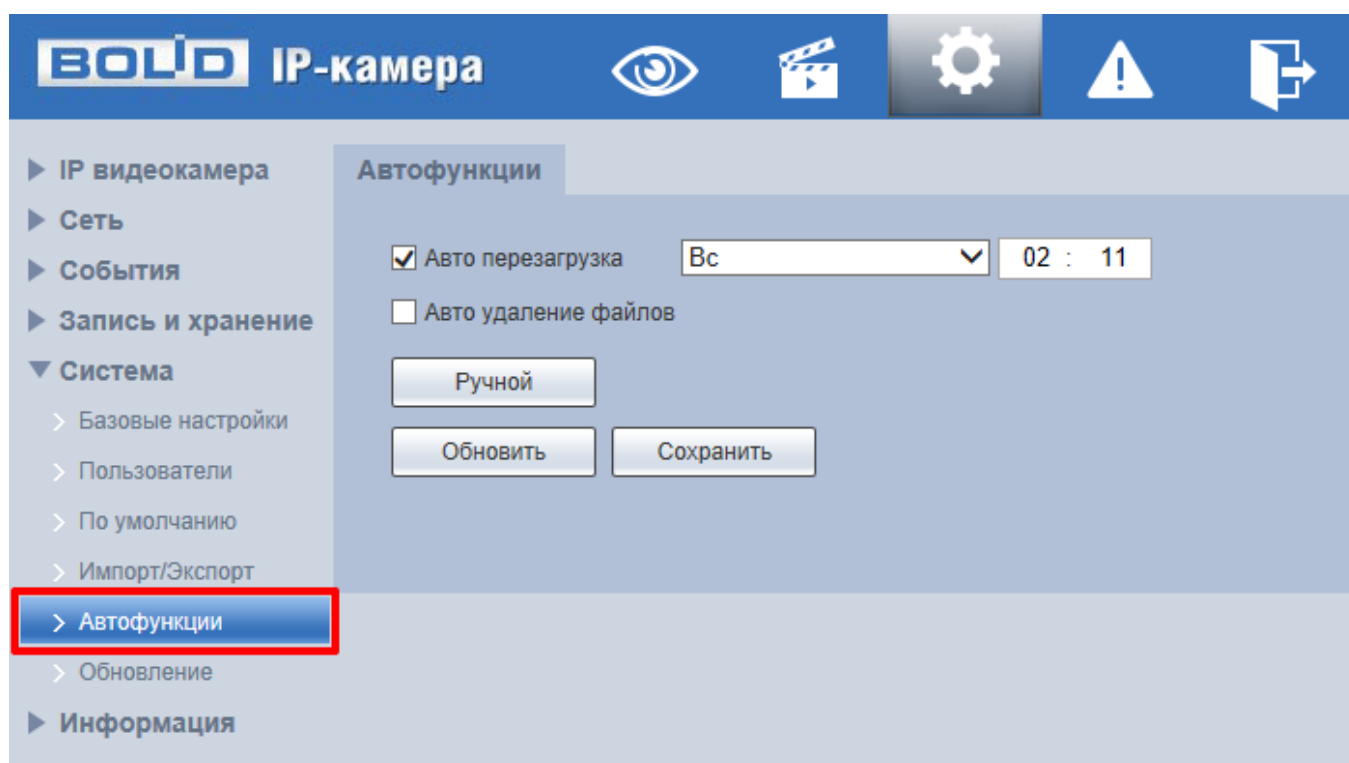 BOLID IP-камера
IP видеокамера
Сеть
События
Запись и хранение
Система
Базовые настройки
Пользователи
По умолчанию
Импорт/Экспорт
Автофункции
Обновление
Информация
Автофункции
Авто перезагрузка Вс 02 : 11
Авто удаление файлов
Ручной
Обновить Сохранить